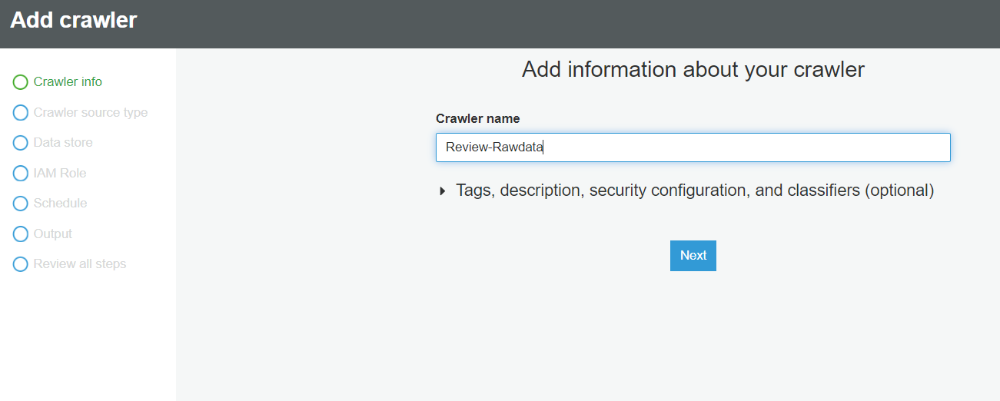 Add crawler
Crawler info
Crawler source type
Data store
IAM Role
Schedule
Output
Review all steps
Add information about your crawler
Crawler name
Review-Rawdata
Tags, description, security configuration, and classifiers (optional)
Next